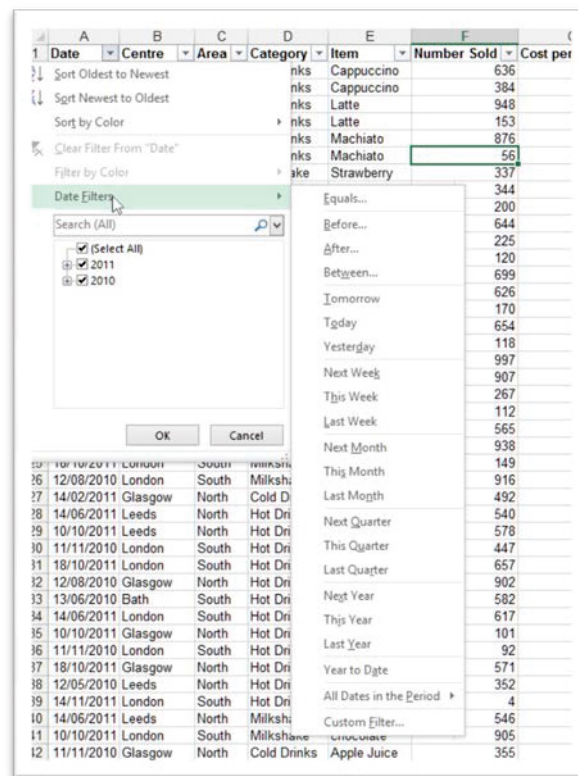 A B C D E F
1 Date Centre Area Category Item Number Sold Cost per
Sort Oldest to Newest
Sort Newest to Oldest
Sort by Color
Clear Filter From "Date"
Filter by Color
Date Filters
Search (All)
(Select All)
2011
2010
OK Cancel
Equals...
Before...
After...
Between...
Tomorrow
Today
Yesterday
Next Week
This Week
Last Week
Next Month
This Month
Last Month
Next Quarter
This Quarter
Last Quarter
Next Year
This Year
Last Year
Year to Date
All Dates in the Period
Custom Filter...
nks Cappuccino 636
nks Cappuccino 384
nks Latte 948
nks Latte 153
nks Machiato 876
nks Machiato 56
ake Strawberry 337
344
200
644
225
120
699
626
170
654
118
997
907
267
112
565
938
London South Milksh 149
26 12/08/2010 London South Milksh 916
27 14/02/2011 Glasgow North Cold D 492
28 14/06/2011 Leeds North Hot Dri 540
29 10/10/2011 Leeds North Hot Dri 578
30 11/11/2010 London South Hot Dri 447
31 18/10/2011 London South Hot Dri 657
32 12/08/2010 Glasgow North Hot Dri 902
33 13/06/2010 Bath South Hot Dri 582
34 14/06/2011 London South Hot Dri 617
35 10/10/2011 Glasgow North Hot Dri 101
36 11/11/2010 London South Hot Dri 92
37 18/10/2011 Glasgow North Hot Dri 571
38 12/05/2010 Leeds North Hot Dri 352
39 14/11/2011 London South Hot Dri 4
40 14/06/2011 Leeds North Milksh 546
41 10/10/2011 London North Milkshake chocolate 905
42 11/11/2010 Glasgow North Cold Drinks Apple Juice 355